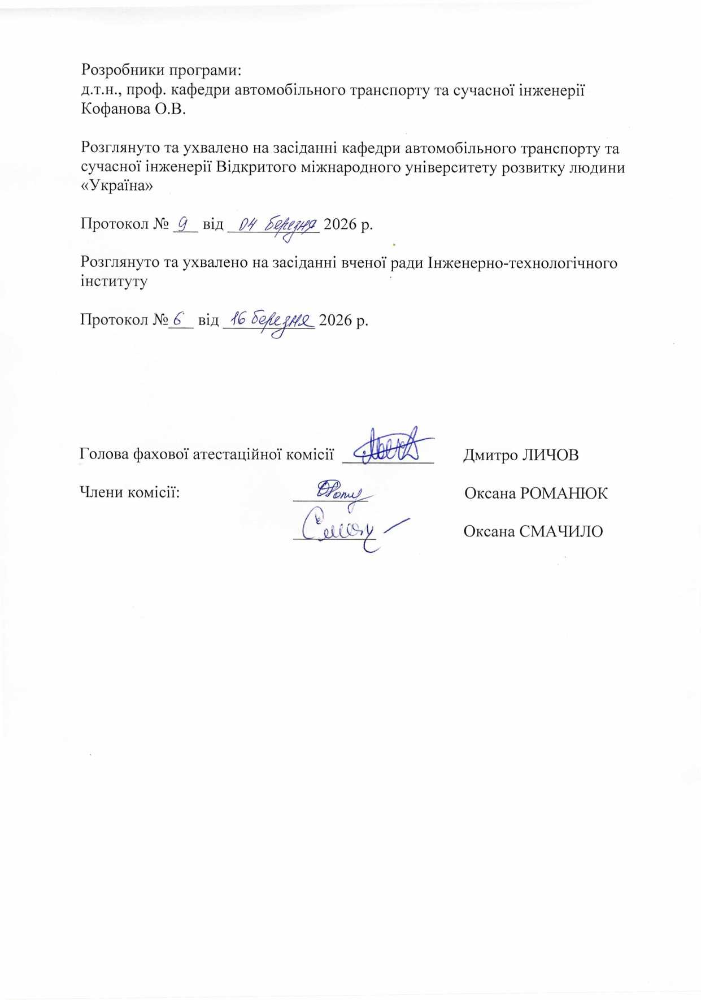 Розробники програми:
д.т.н., проф. кафедри автомобільного транспорту та сучасної інженерії
Кофанова О.В.
Розглянуто та ухвалено на засіданні кафедри автомобільного транспорту та
сучасної інженерії Відкритого міжнародного університету розвитку людини
«Україна»
Протокол № 9 від 04 березня 2026 р.
Розглянуто та ухвалено на засіданні вченої ради Інженерно-технологічного
інституту
Протокол № 6 від 16 березня 2026 р.
Голова фахової атестаційної комісії Дмитро ЛИЧОВ
Члени комісії: Оксана РОМАНЮК
Оксана СМАЧИЛО